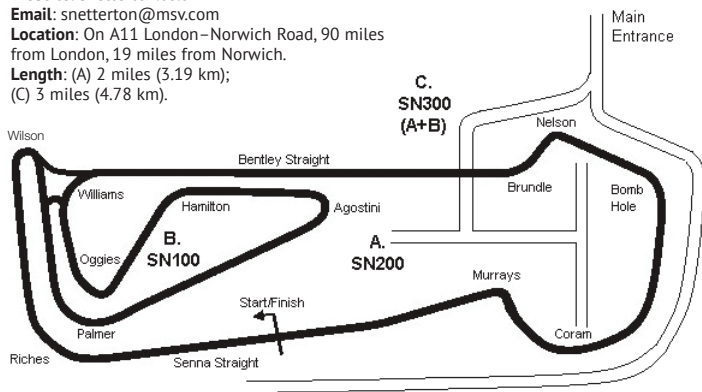 Email: snetterton@msv.com
Location: On A11 London–Norwich Road, 90 miles
from London, 19 miles from Norwich.
Length: (A) 2 miles (3.19 km);
(C) 3 miles (4.78 km).
Main
Entrance
C.
SN300
(A+B)
Nelson
Wilson
Bentley Straight
Williams
Hamilton
Brundle
Bomb
Hole
Agostini
Oggies
B.
SN100
A.
SN200
Murrays
Start/Finish
Palmer
Coram
Riches
Senna Straight